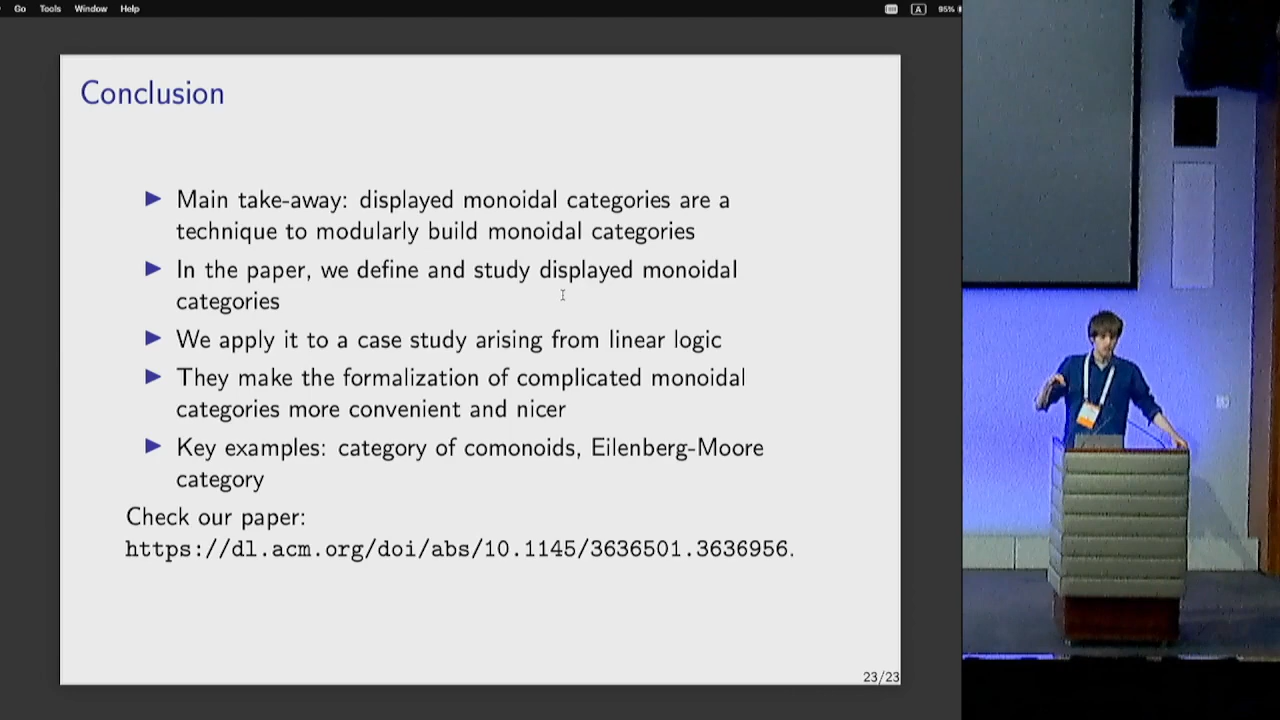 Go Tools Window Help A 95%
Conclusion
▶ Main take-away: displayed monoidal categories are a
technique to modularly build monoidal categories
▶ In the paper, we define and study displayed monoidal
categories
▶ We apply it to a case study arising from linear logic
▶ They make the formalization of complicated monoidal
categories more convenient and nicer
▶ Key examples: category of comonoids, Eilenberg-Moore
category
Check our paper:
https://dl.acm.org/doi/abs/10.1145/3636501.3636956.
23/23